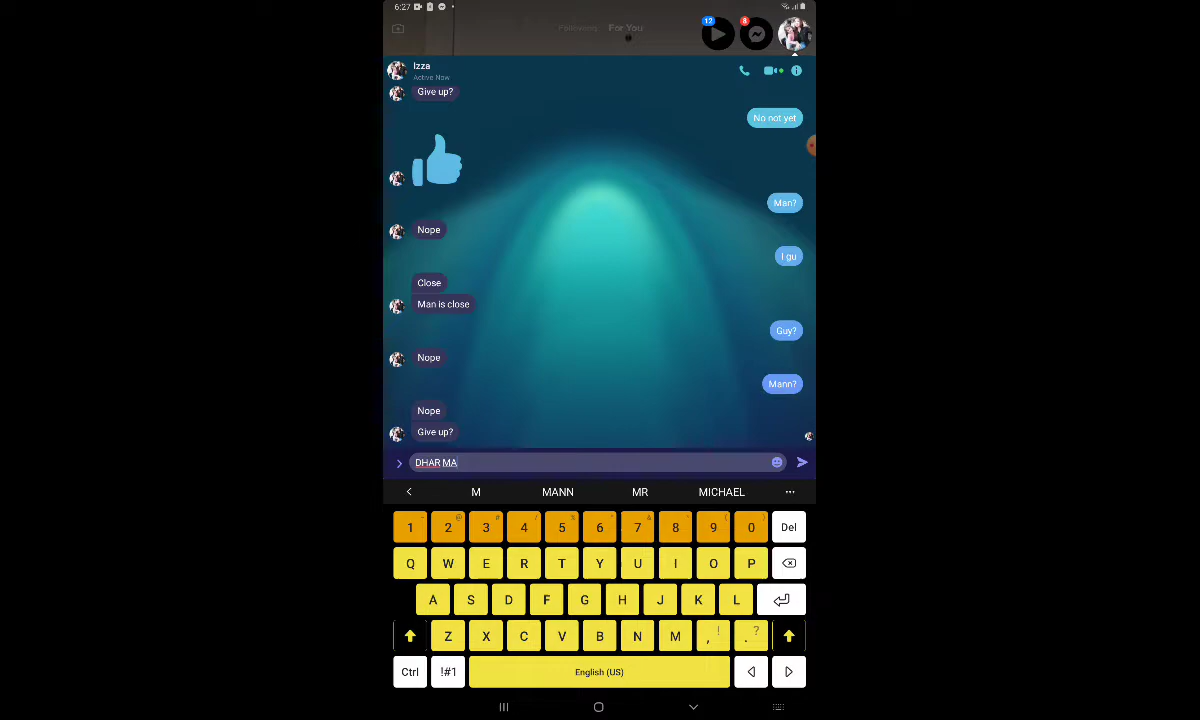 6:27
Following For You
12
8
Izza
Active Now
Give up?
No not yet
Man?
Nope
I gu
Close
Man is close
Guy?
Nope
Mann?
Nope
Give up?
DHAR MA
M MANN MR MICHAEL
1 2 3 4 5 6 7 8 9 0 Del
Q W E R T Y U I O P
A S D F G H J K L
Z X C V B N M , ! . ?
Ctrl !#1 English (US)